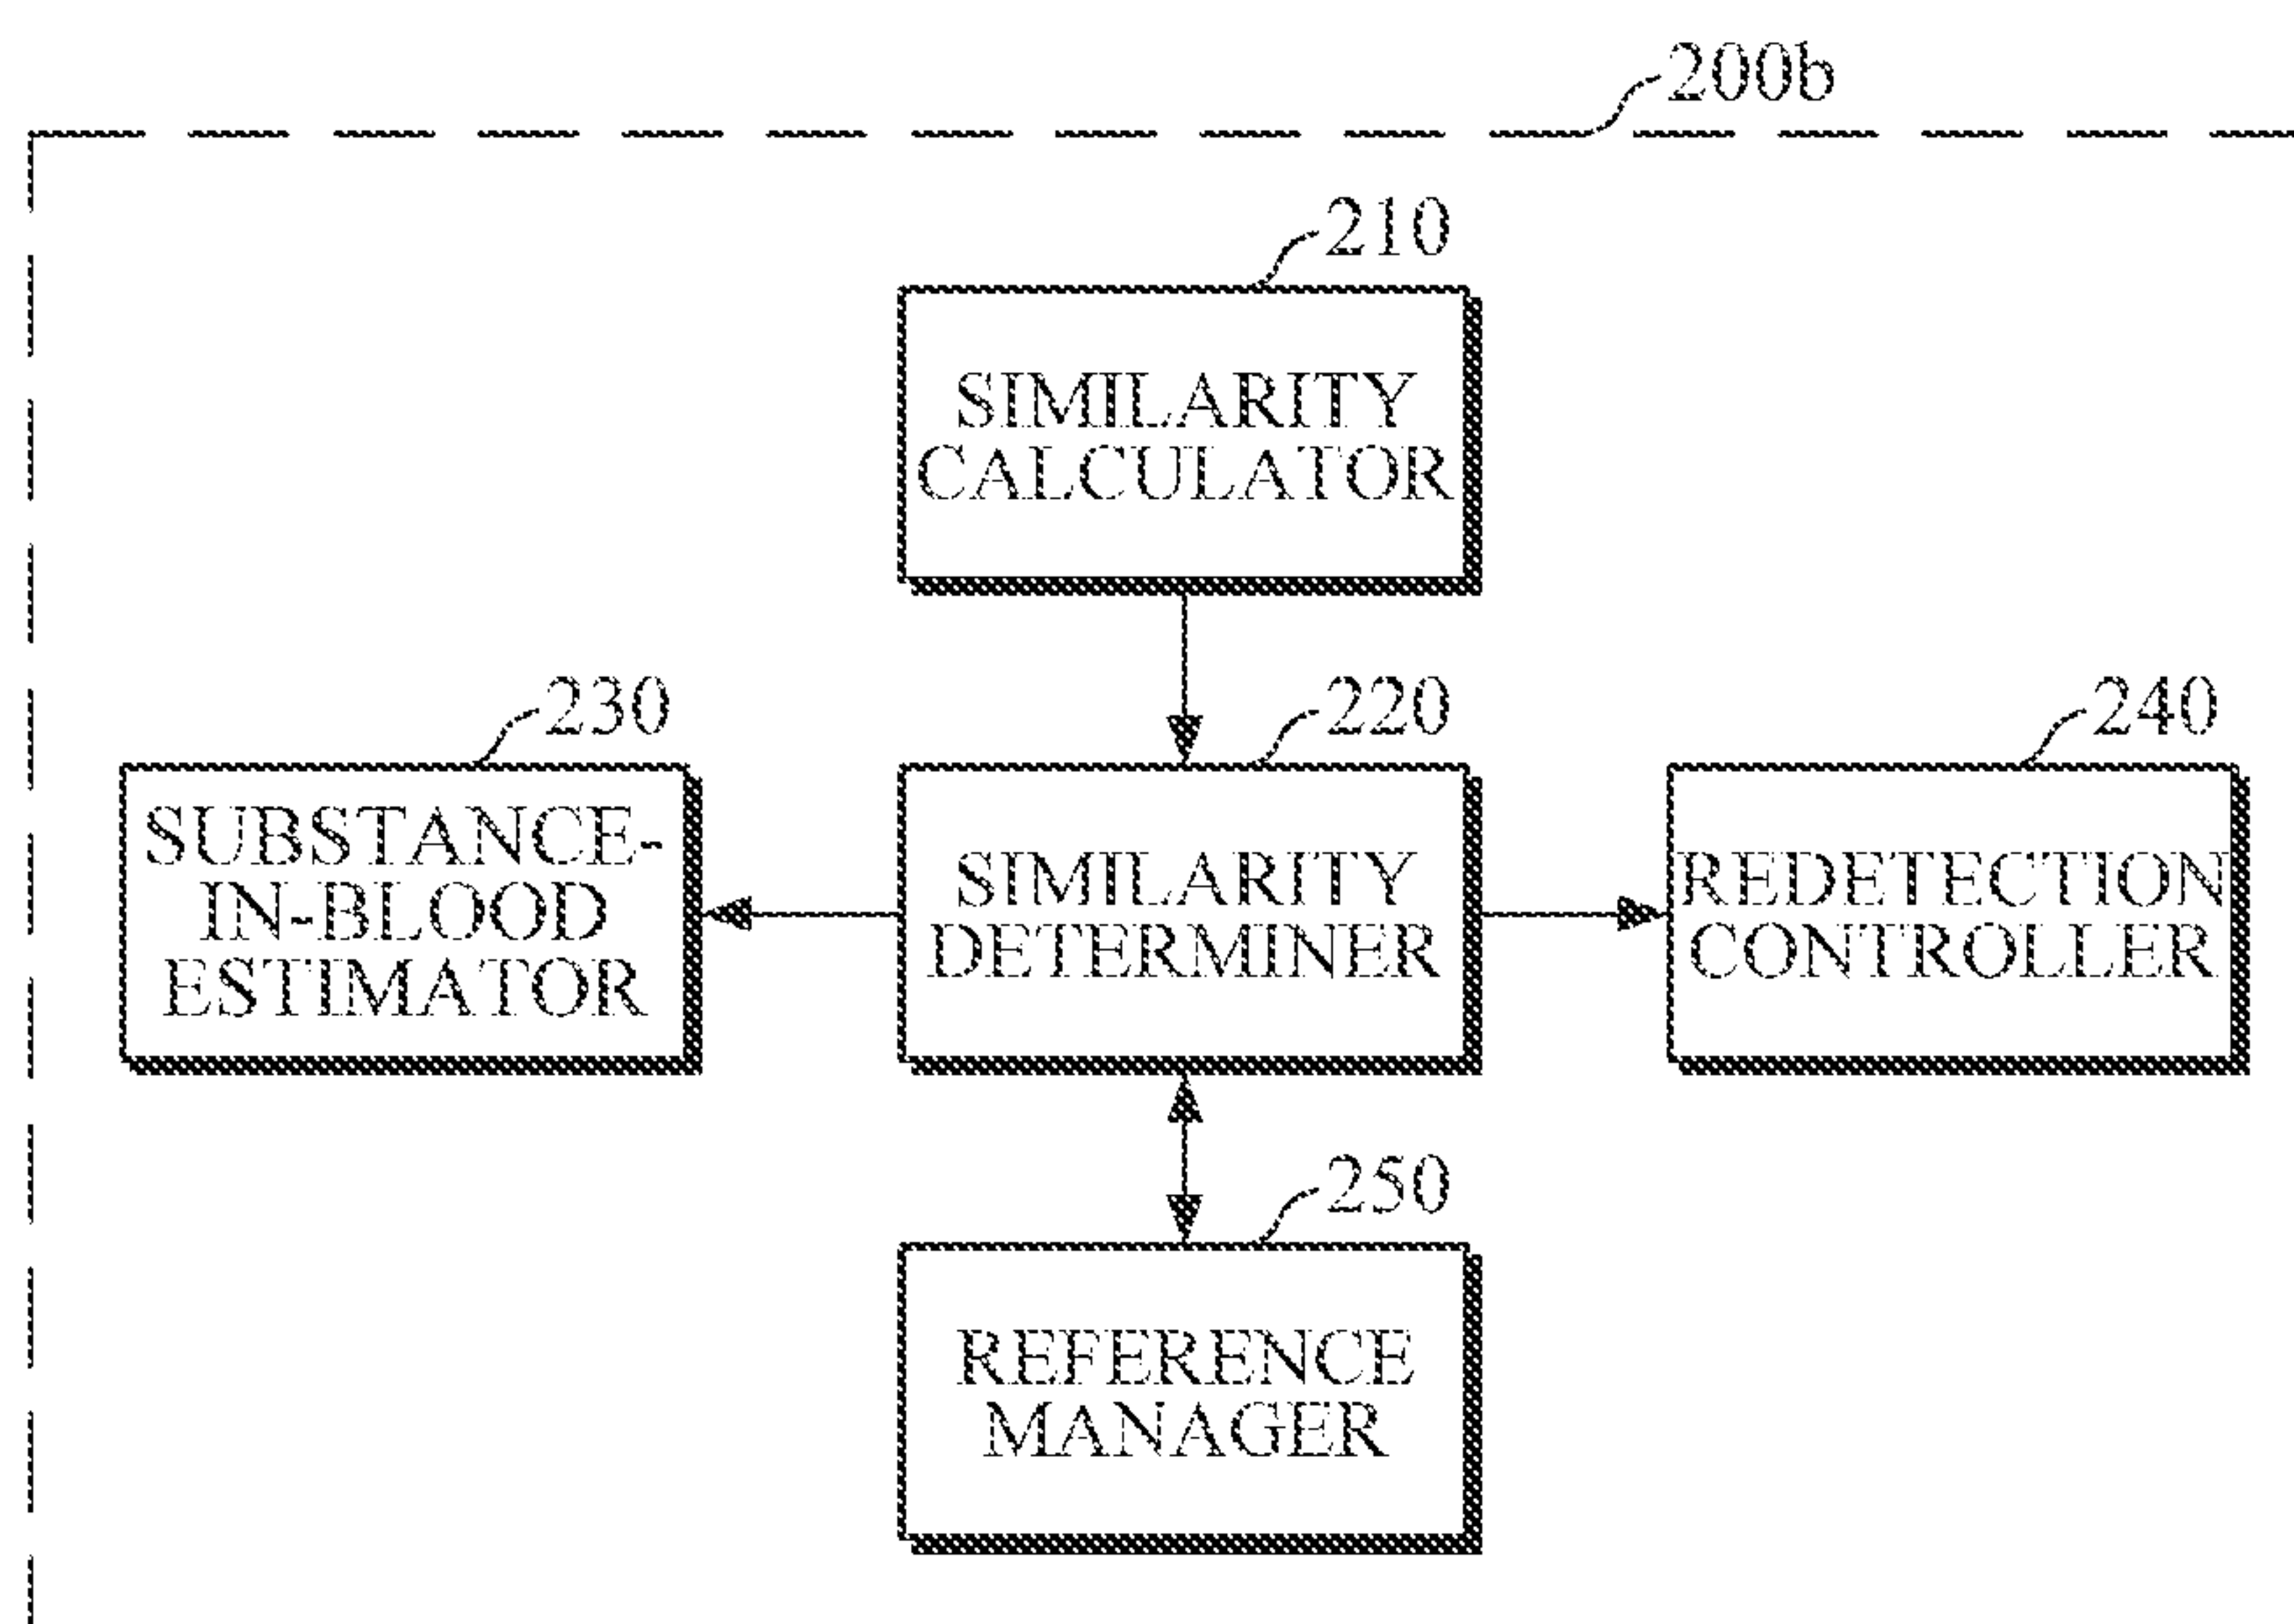 200b
210
SIMILARITY
CALCULATOR
230
220
240
SUBSTANCE-
IN-BLOOD
ESTIMATOR
SIMILARITY
DETERMINER
REDETECTION
CONTROLLER
250
REFERENCE
MANAGER